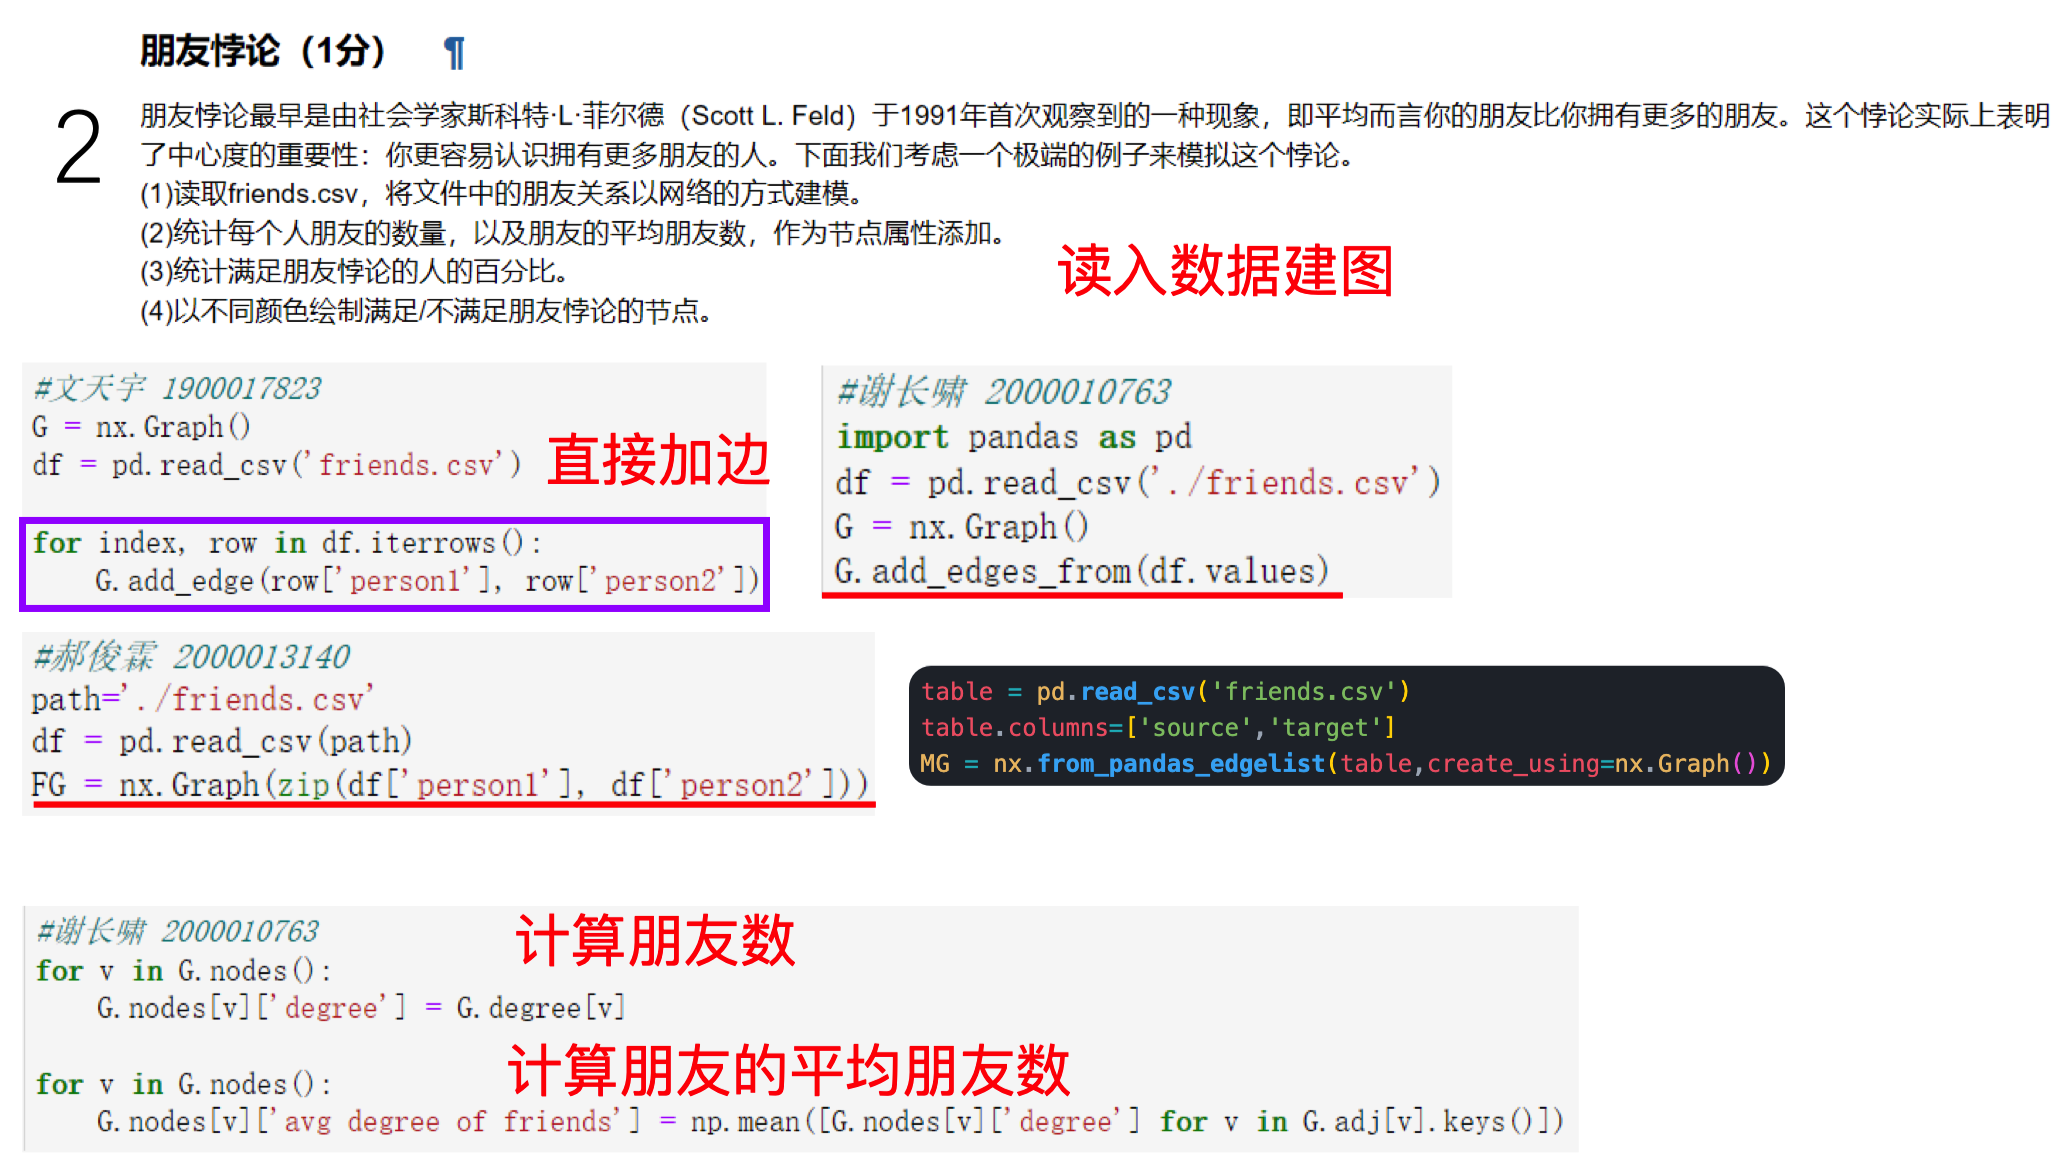 朋友悖论（1分） ¶
2
朋友悖论最早是由社会学家斯科特·L·菲尔德（Scott L. Feld）于1991年首次观察到的一种现象，即平均而言你的朋友比你拥有更多的朋友。这个悖论实际上表明
了中心度的重要性：你更容易认识拥有更多朋友的人。下面我们考虑一个极端的例子来模拟这个悖论。
(1)读取friends.csv，将文件中的朋友关系以网络的方式建模。
(2)统计每个人朋友的数量，以及朋友的平均朋友数，作为节点属性添加。
(3)统计满足朋友悖论的人的百分比。
(4)以不同颜色绘制满足/不满足朋友悖论的节点。
读入数据建图
#文天宇 1900017823
G = nx.Graph()
df = pd.read_csv('friends.csv')
直接加边
for index, row in df.iterrows():
    G.add_edge(row['person1'], row['person2'])
#谢长啸 2000010763
import pandas as pd
df = pd.read_csv('./friends.csv')
G = nx.Graph()
G.add_edges_from(df.values)
#郝俊霖 2000013140
path='./friends.csv'
df = pd.read_csv(path)
FG = nx.Graph(zip(df['person1'], df['person2']))
table = pd.read_csv('friends.csv')
table.columns=['source','target']
MG = nx.from_pandas_edgelist(table,create_using=nx.Graph())
#谢长啸 2000010763
计算朋友数
for v in G.nodes():
    G.nodes[v]['degree'] = G.degree[v]
计算朋友的平均朋友数
for v in G.nodes():
    G.nodes[v]['avg degree of friends'] = np.mean([G.nodes[v]['degree'] for v in G.adj[v].keys()])